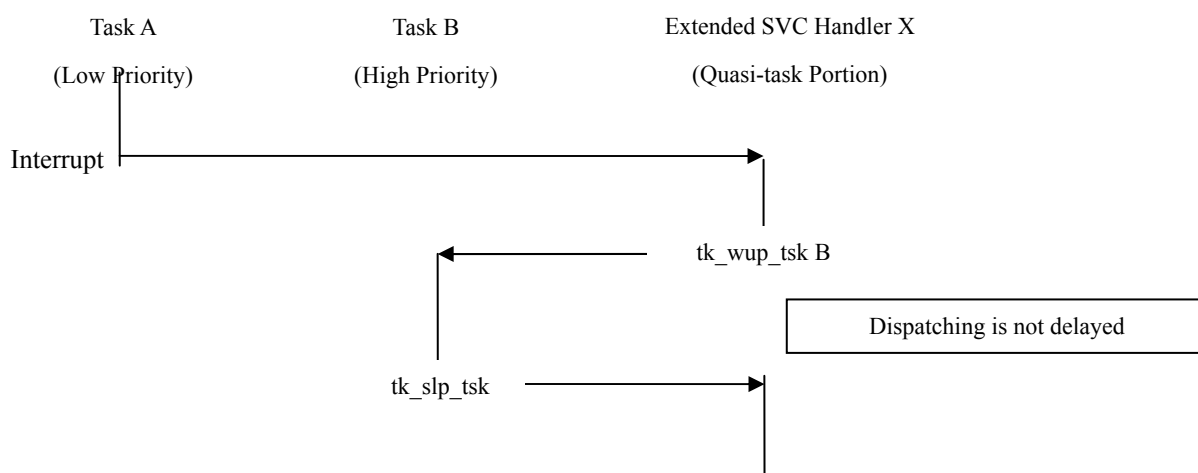 Task A Task B Extended SVC Handler X
(Low Priority) (High Priority) (Quasi-task Portion)
Interrupt
tk_wup_tsk B
Dispatching is not delayed
tk_slp_tsk